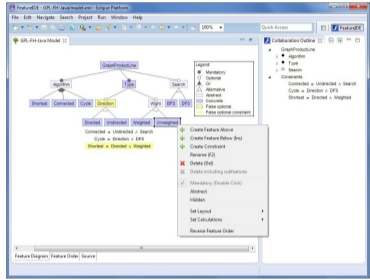 FeatureIDE - GPL-FH-Java/model.xml - Eclipse Platform
File Edit Navigate Search Project Run Window Help
100%
Quick Access
FeatureIDE
GPL-FH-Java Model
Collaboration Outline
GraphProductLine
Algorithm
Type
Search
Constraints
Connected ⇒ Undirected ∧ Search
Cycle ⇒ Direction ∧ DFS
Shortest ⇒ Directed ∧ Weighted
GraphProductLine
Algorithm
Type
Search
Shortest
Connected
Cycle
Direction
Wight
BFS
DFS
Directed
Undirected
Weighted
Unweighted
Connected ⇒ Undirected ∧ Search
Cycle ⇒ Direction ∧ DFS
Shortest ⇒ Directed ∧ Weighted
Legend:
Mandatory
Optional
Or
Alternative
Abstract
Concrete
False optional
False optional constraint
Create Feature Above
Create Feature Below (Ins)
Create Constraint
Rename (F2)
Delete (Del)
Delete including subfeatures
Mandatory (Double Click)
Abstract
Hidden
Set Layout
Set Calculations
Reverse Feature Order
Feature Diagram
Feature Order
Source